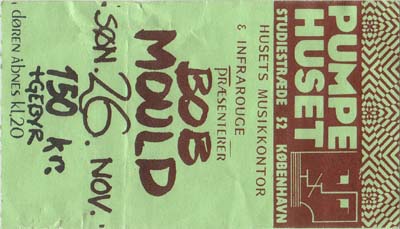 PUMPE
HUSET
STUDIESTRÆDE 52 KØBENHAVN
HUSETS MUSIKKONTOR
& INFRAROUGE
PRÆSENTERER
BOB
MOULD
SØN. 26. NOV.
150 kr.
+GEBYR
DØREN ÅBNES KL.20